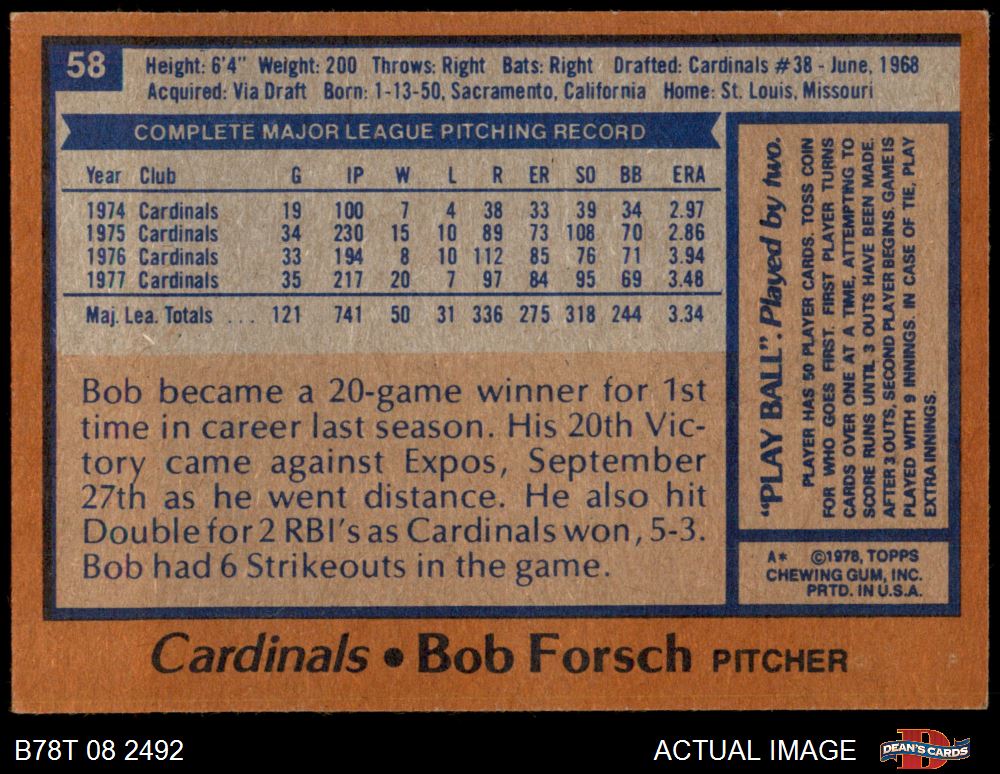 58
Height: 6'4" Weight: 200 Throws: Right Bats: Right Drafted: Cardinals #38 - June, 1968
Acquired: Via Draft Born: 1-13-50, Sacramento, California Home: St. Louis, Missouri
COMPLETE MAJOR LEAGUE PITCHING RECORD
Year Club G IP W L R ER SO BB ERA
1974 Cardinals 19 100 7 4 38 33 39 34 2.97
1975 Cardinals 34 230 15 10 89 73 108 70 2.86
1976 Cardinals 33 194 8 10 112 85 76 71 3.94
1977 Cardinals 35 217 20 7 97 84 95 69 3.48
Maj. Lea. Totals ... 121 741 50 31 336 275 318 244 3.34
Bob became a 20-game winner for 1st
time in career last season. His 20th Vic-
tory came against Expos, September
27th as he went distance. He also hit
Double for 2 RBI's as Cardinals won, 5-3.
Bob had 6 Strikeouts in the game.
"PLAY BALL". Played by two.
PLAYER HAS 50 PLAYER CARDS. TOSS COIN
FOR WHO GOES FIRST. FIRST PLAYER TURNS
CARDS OVER ONE AT A TIME, ATTEMPTING TO
SCORE RUNS UNTIL 3 OUTS HAVE BEEN MADE.
AFTER 3 OUTS, SECOND PLAYER BEGINS. GAME IS
PLAYED WITH 9 INNINGS. IN CASE OF TIE, PLAY
EXTRA INNINGS.
A* ©1978, TOPPS
CHEWING GUM, INC.
PRTD. IN U.S.A.
Cardinals • Bob Forsch PITCHER
B78T 08 2492 ACTUAL IMAGE
DEAN'S CARDS